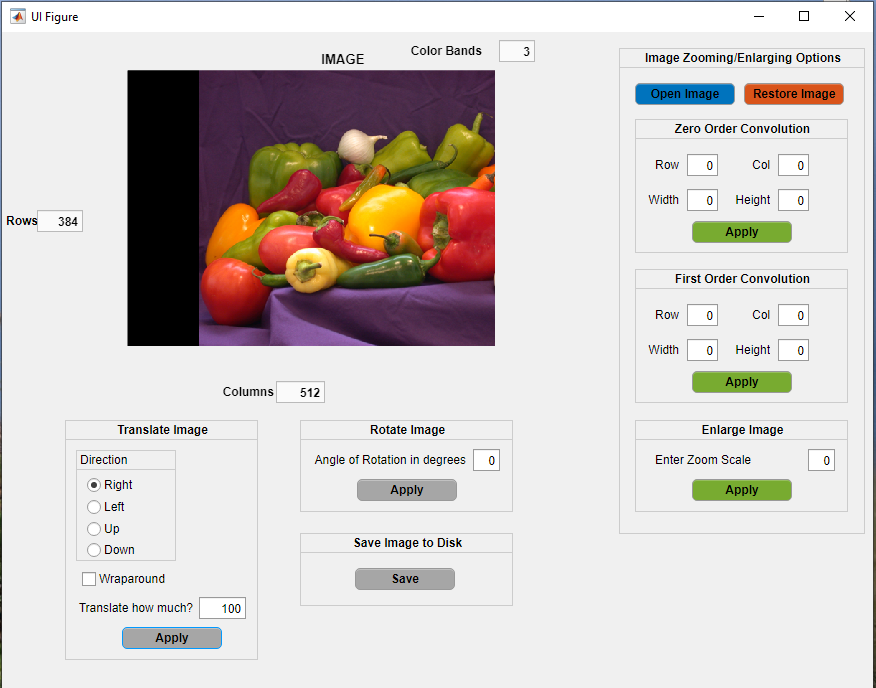 UI Figure
IMAGE
Color Bands 3
Rows 384
Columns 512
Translate Image
Direction
Right
Left
Up
Down
Wraparound
Translate how much? 100
Apply
Rotate Image
Angle of Rotation in degrees 0
Apply
Save Image to Disk
Save
Image Zooming/Enlarging Options
Open Image Restore Image
Zero Order Convolution
Row 0 Col 0
Width 0 Height 0
Apply
First Order Convolution
Row 0 Col 0
Width 0 Height 0
Apply
Enlarge Image
Enter Zoom Scale 0
Apply